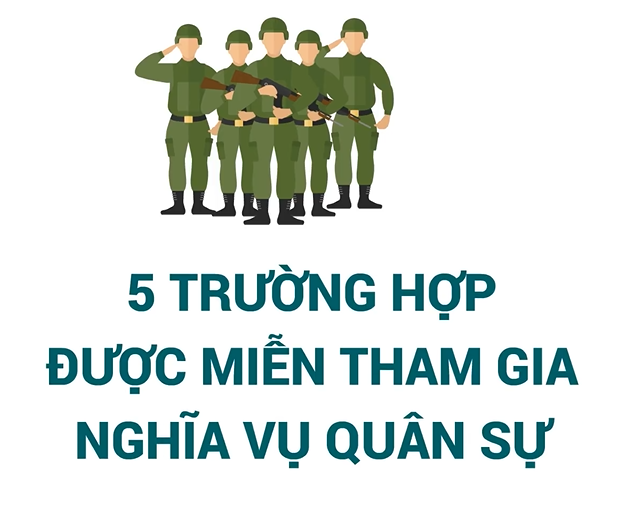 5 TRƯỜNG HỢP
ĐƯỢC MIỄN THAM GIA
NGHĨA VỤ QUÂN SỰ